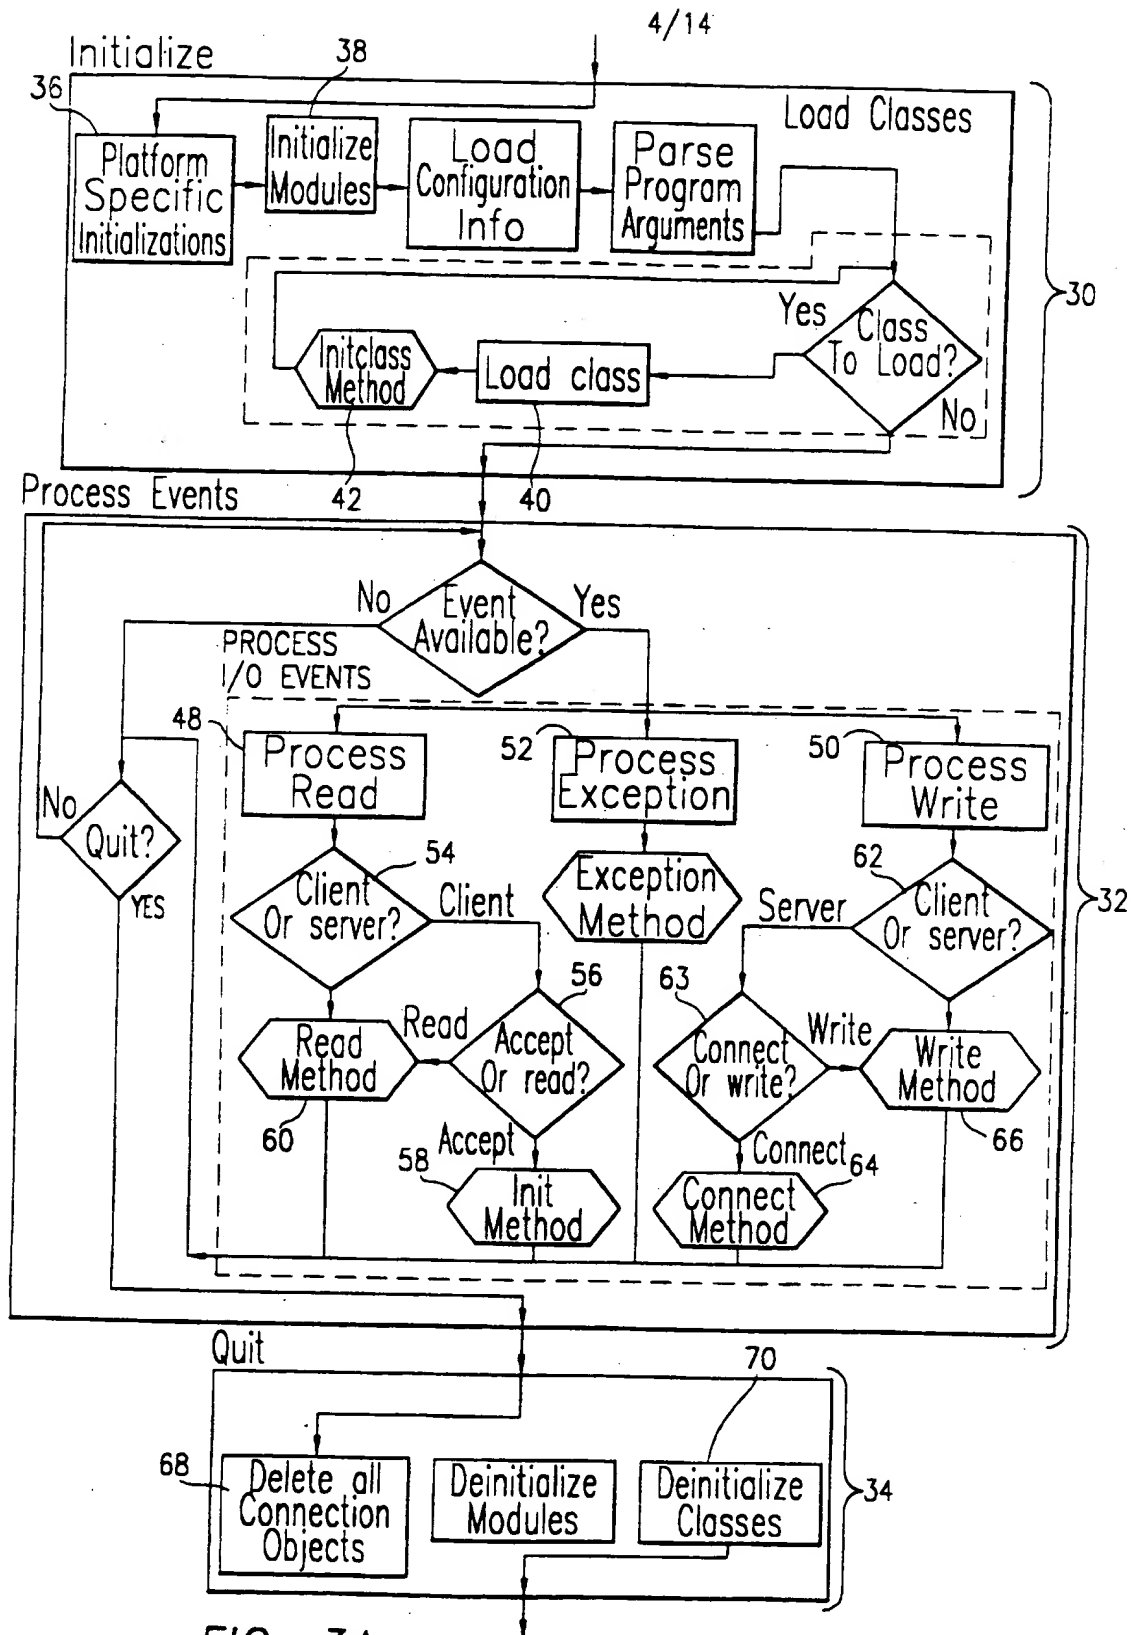 4/14
Initialize
36
38
Load Classes
Platform
Specific
Initializations
Initialize
Modules
Load
Configuration
Info
Parse
Program
Arguments
30
Yes
Class
To Load?
No
Initclass
Method
Load class
42
40
Process Events
No
Event
Available?
Yes
PROCESS
/O EVENTS
48
Process
Read
52
Process
Exception
50
Process
Write
No
Quit?
YES
54
Client
Or server?
Client
Exception
Method
62
Server
Client
Or server?
32
56
63
Read
Method
Read
Accept
Or read?
Connect
Or write?
Write
Write
Method
60
66
Accept
58
Init
Method
Connect
64
Connect
Method
Quit
70
68
Delete all
Connection
Objects
Deinitialize
Modules
Deinitialize
Classes
34